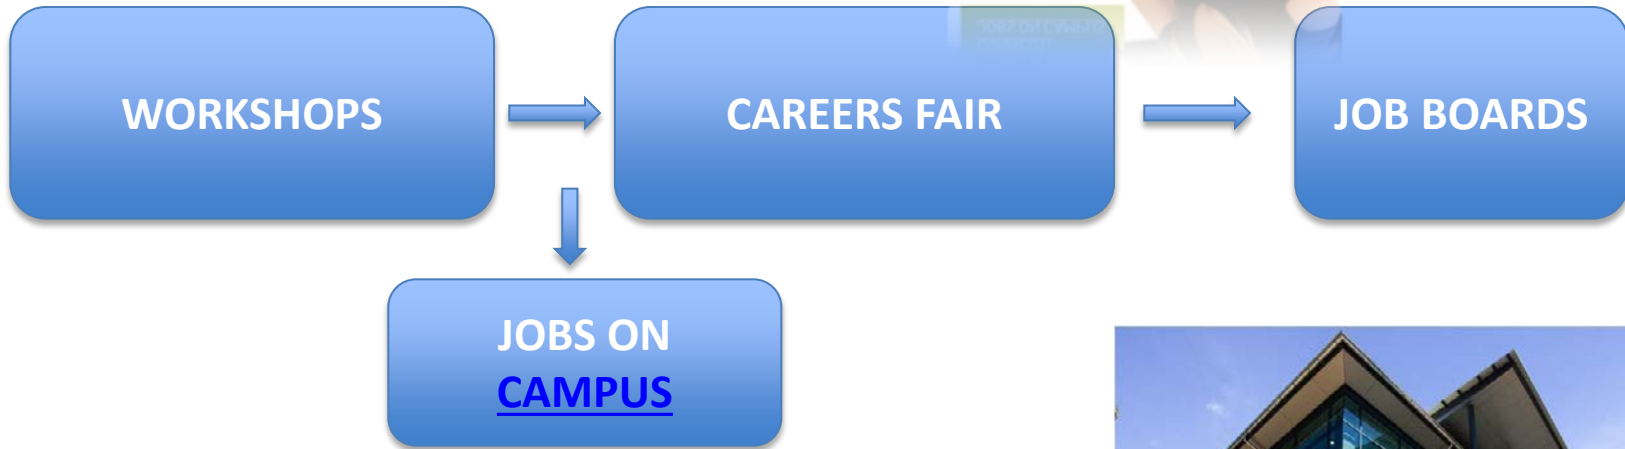 WORKSHOPS
CAREERS FAIR
JOB BOARDS
JOBS ON
CAMPUS